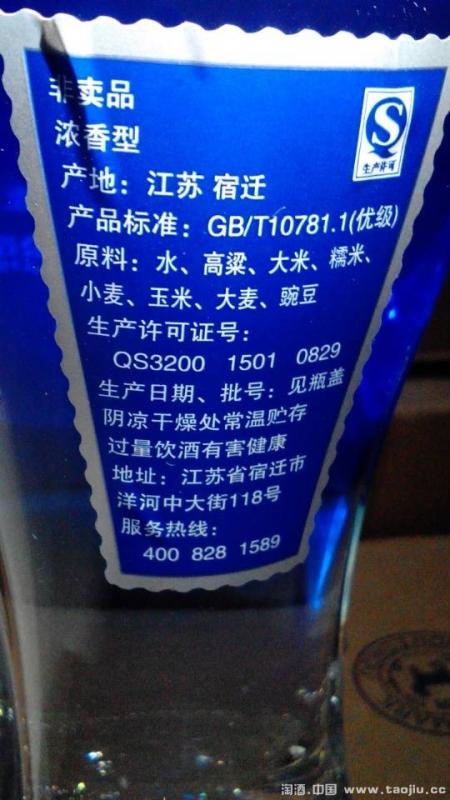 非卖品
浓香型
产地：江苏 宿迁
产品标准：GB/T10781.1(优级)
原料：水、高粱、大米、糯米、
小麦、玉米、大麦、豌豆
生产许可证号：
QS3200 1501 0829
生产日期、批号：见瓶盖
阴凉干燥处常温贮存
过量饮酒有害健康
地址：江苏省宿迁市
洋河中大街118号
服务热线：
400 828 1589
S
生产许可
淘酒.中国 www.taojiu.cc